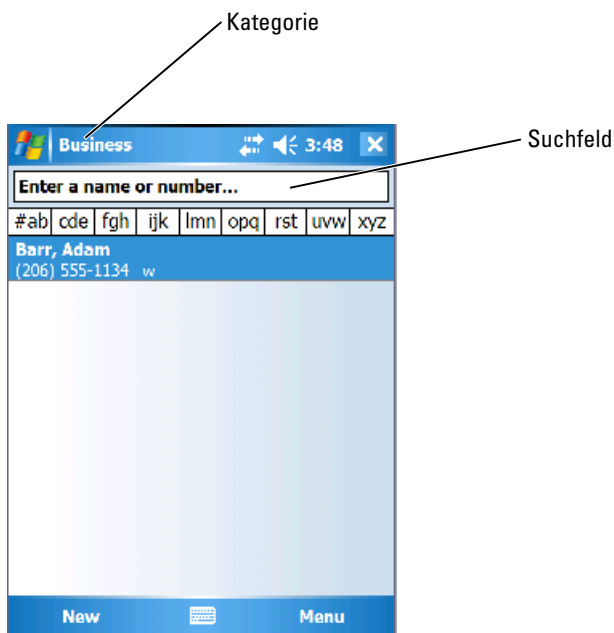 Kategorie
Business 3:48
Suchfeld
Enter a name or number...
#ab cde fgh ijk lmn opq rst uvw xyz
Barr, Adam
(206) 555-1134 w
New Menu